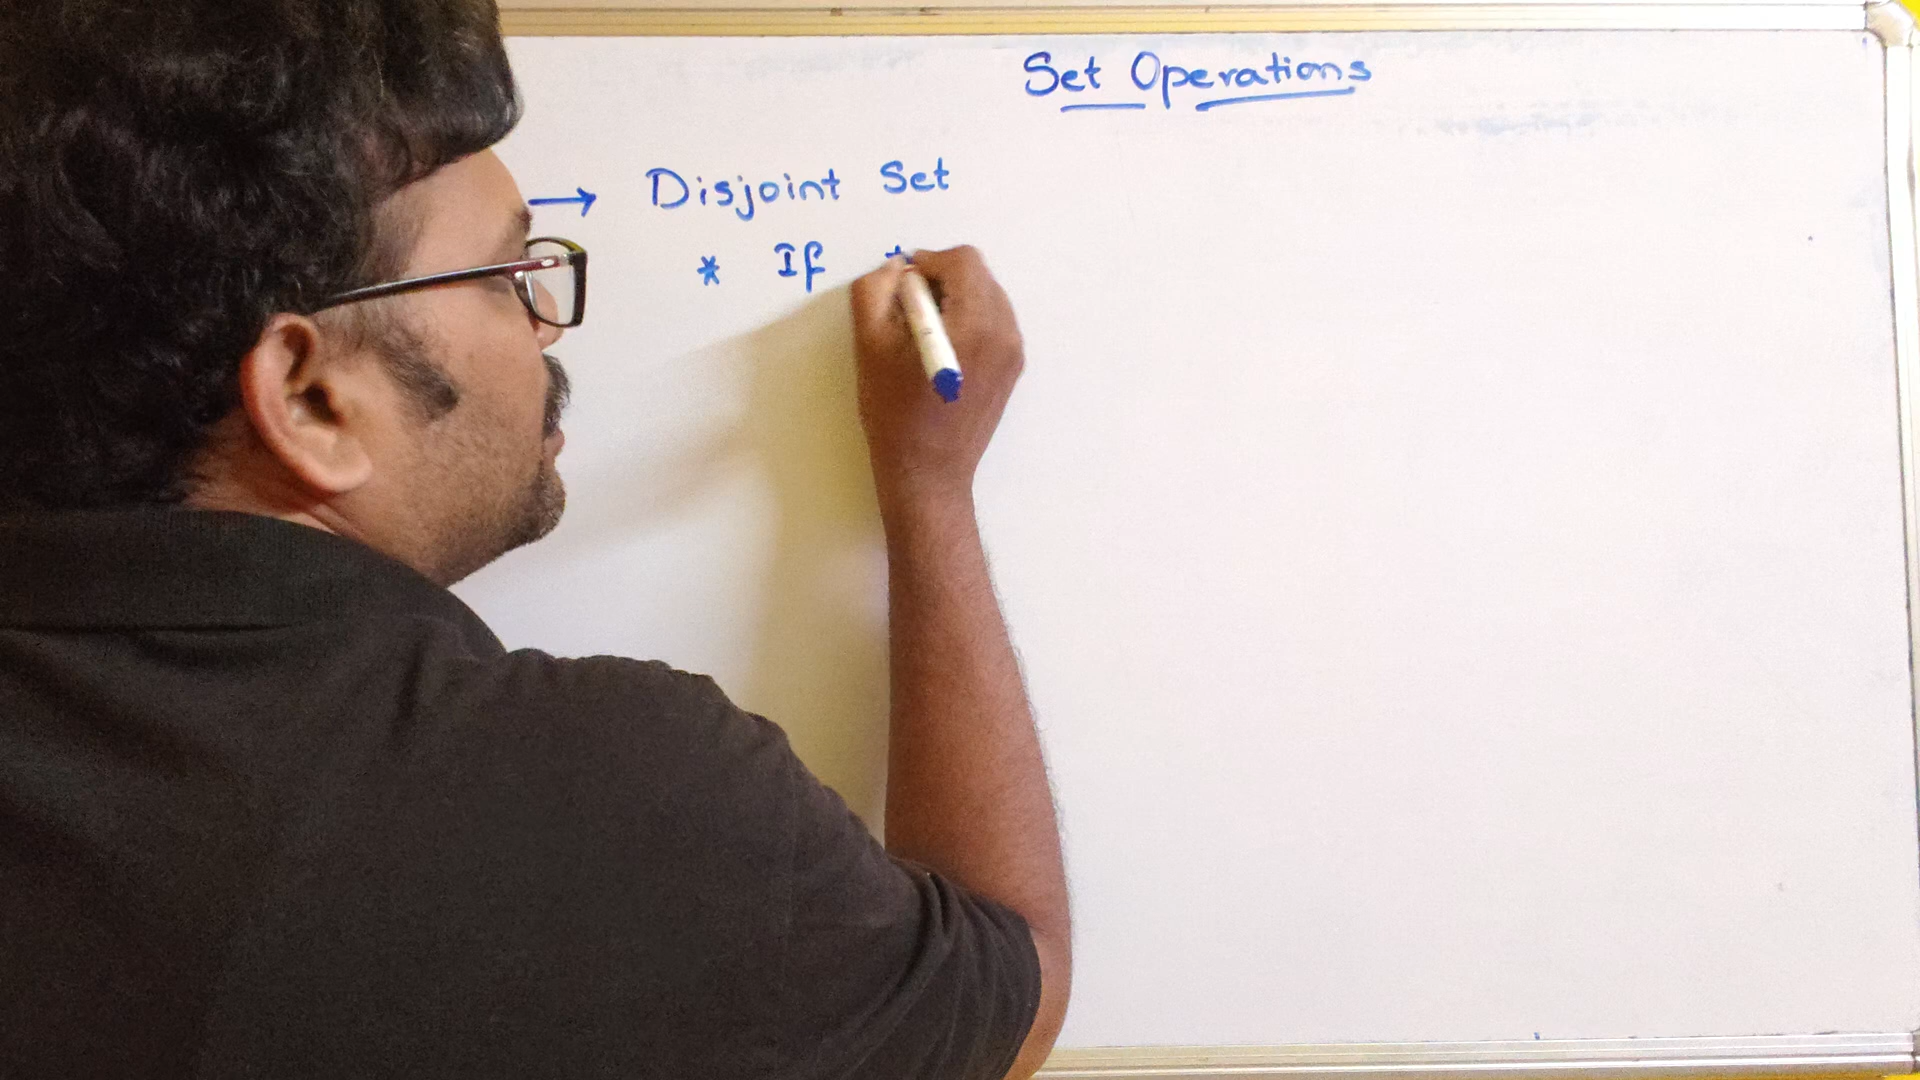 Set Operations
→ Disjoint Set
* If